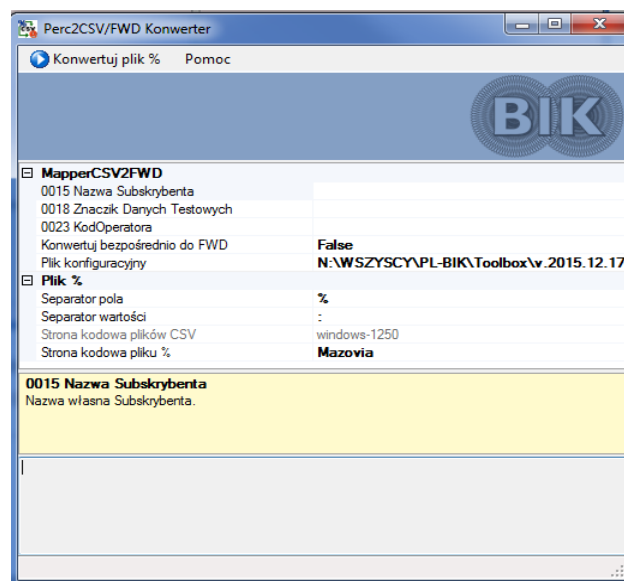 Perc2CSV/FWD Konwerter
Konwertuj plik % Pomoc
BIK
MapperCSV2FWD
0015 Nazwa Subskrybenta
0018 Znaczik Danych Testowych
0023 KodOperatora
Konwertuj bezpośrednio do FWD False
Plik konfiguracyjny N:\WSZYSCY\PL-BIK\Toolbox\v.2015.12.17
Plik %
Separator pola %
Separator wartości :
Strona kodowa plików CSV windows-1250
Strona kodowa pliku % Mazovia
0015 Nazwa Subskrybenta
Nazwa własna Subskrybenta.